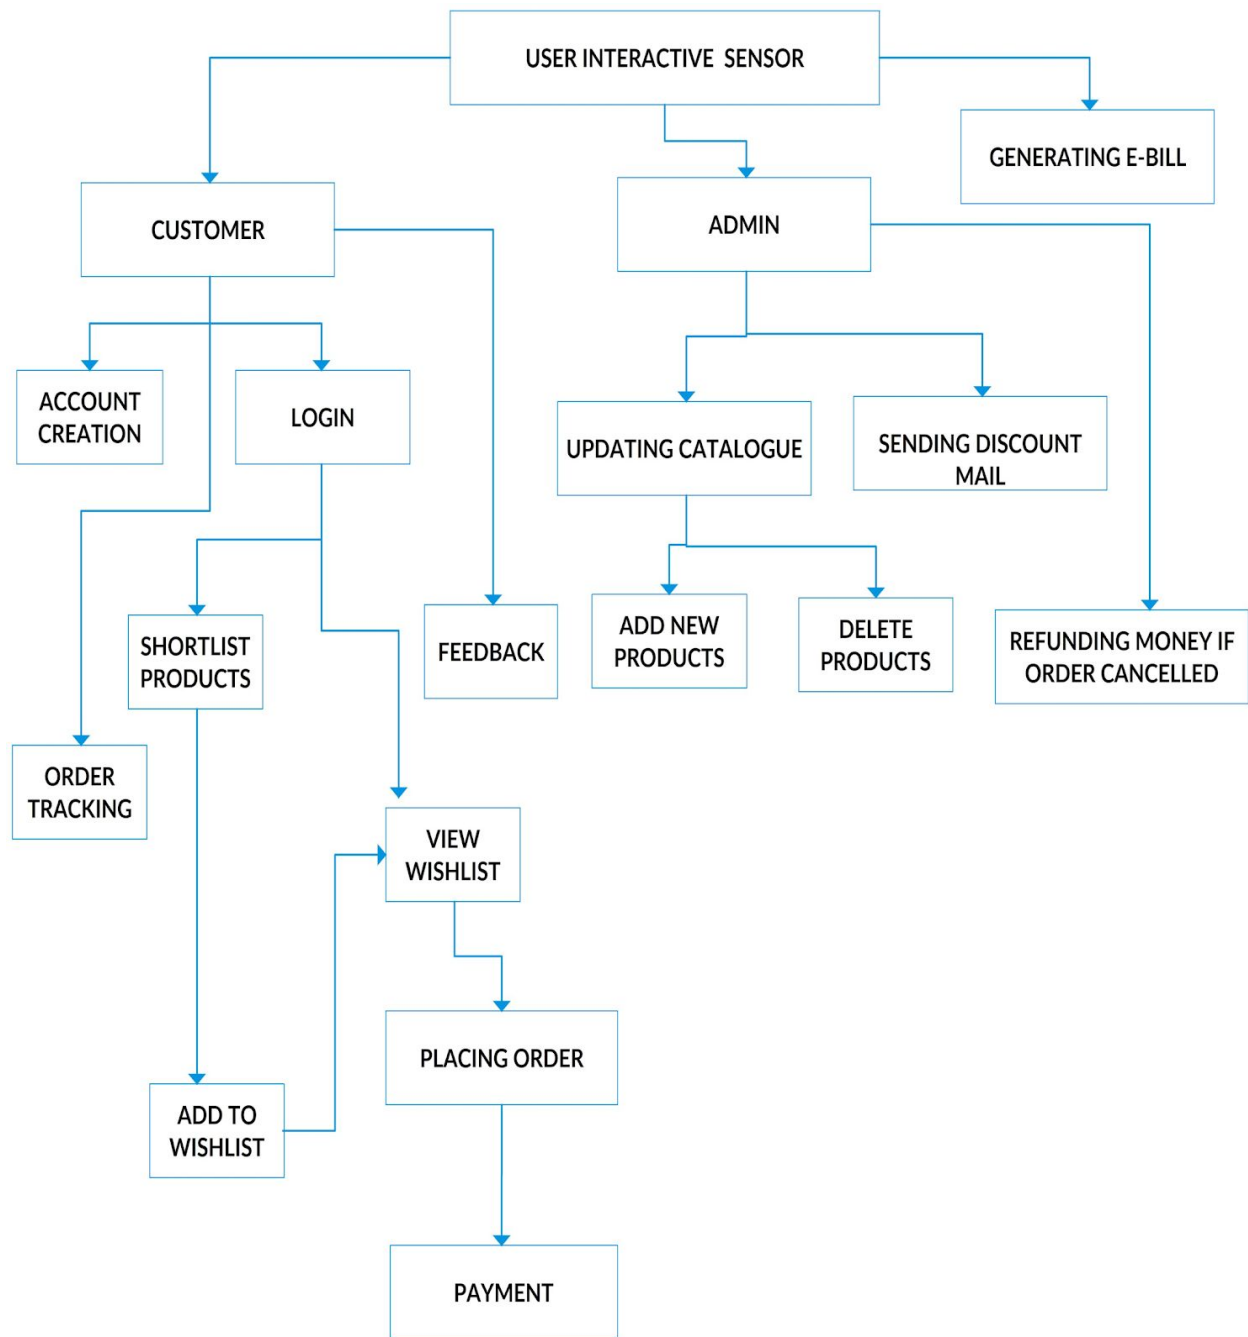 USER INTERACTIVE SENSOR
GENERATING E-BILL
CUSTOMER
ADMIN
ACCOUNT
CREATION
LOGIN
UPDATING CATALOGUE
SENDING DISCOUNT
MAIL
SHORTLIST
PRODUCTS
FEEDBACK
ADD NEW
PRODUCTS
DELETE
PRODUCTS
REFUNDING MONEY IF
ORDER CANCELLED
ORDER
TRACKING
VIEW
WISHLIST
PLACING ORDER
ADD TO
WISHLIST
PAYMENT